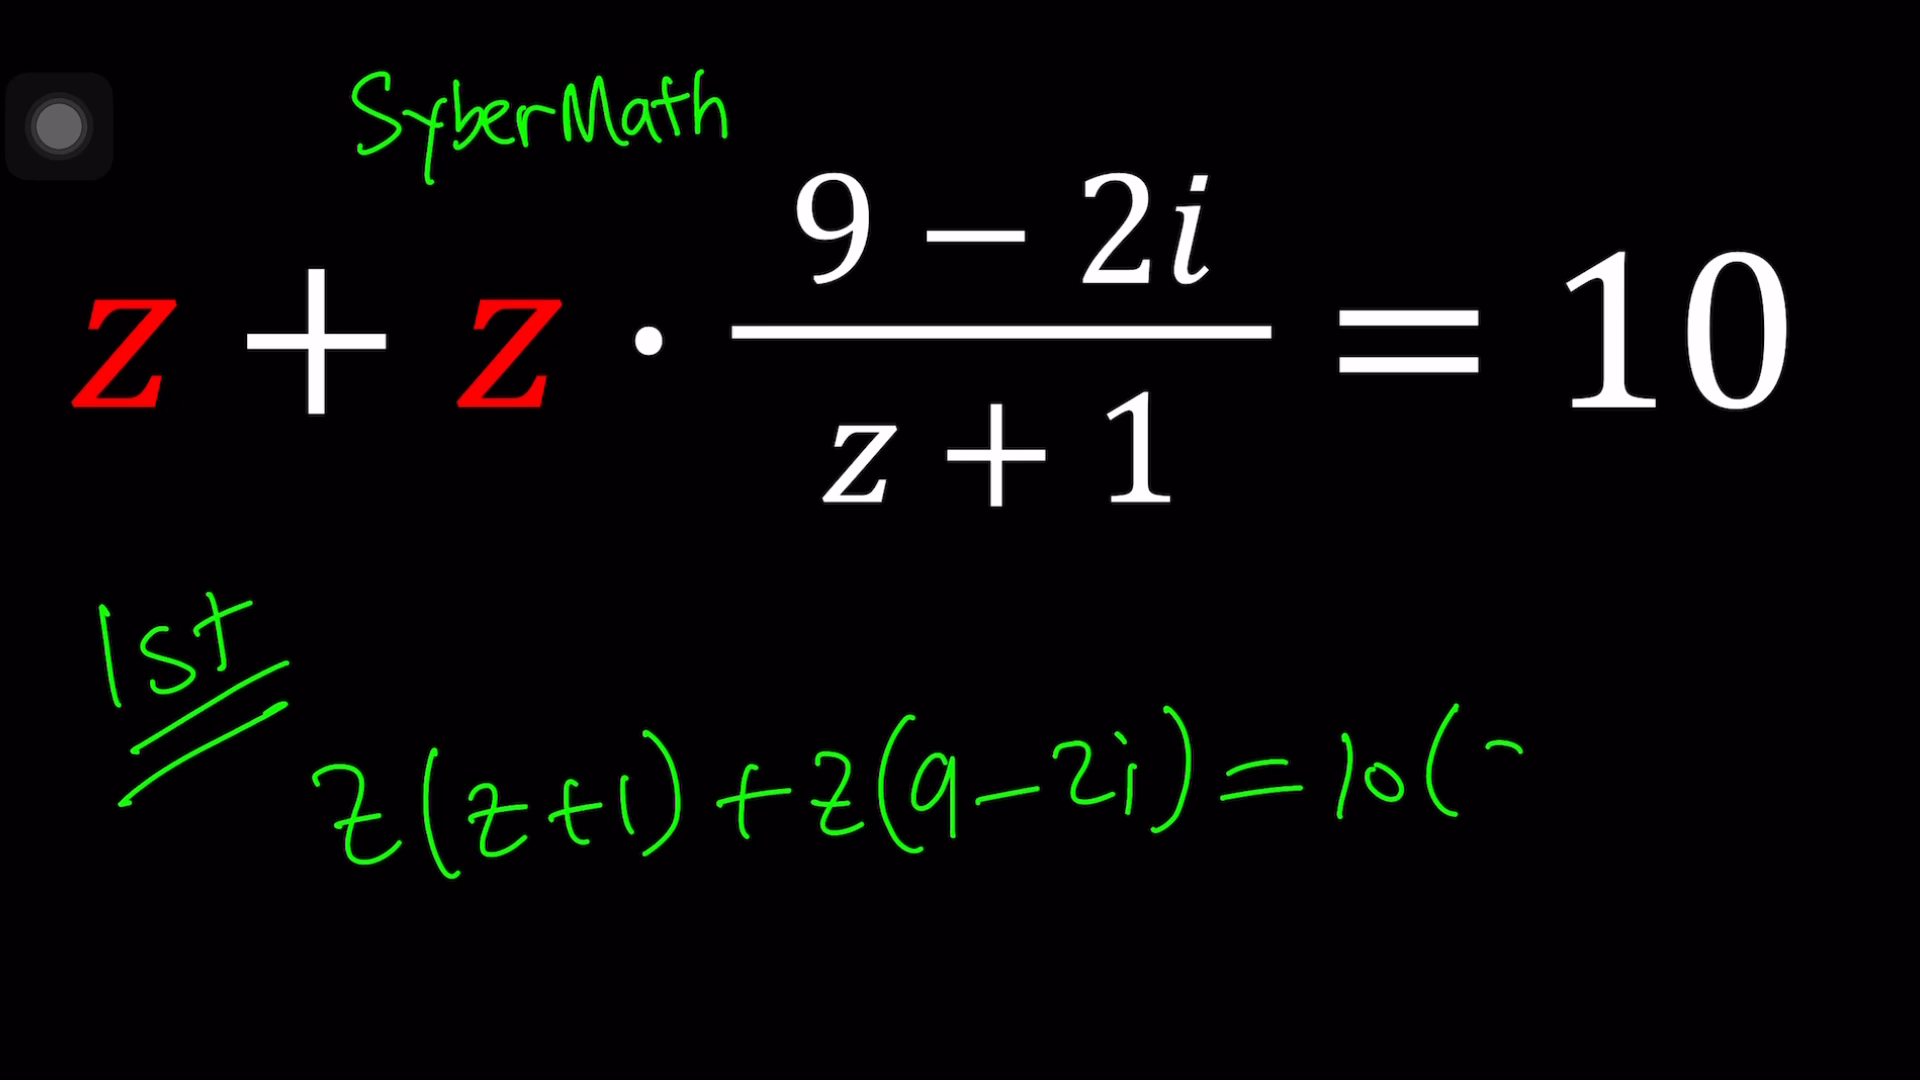 SyberMath
z + z · (9 − 2i)/(z + 1) = 10
1st
z(z+1)+z(9-2i)=10(